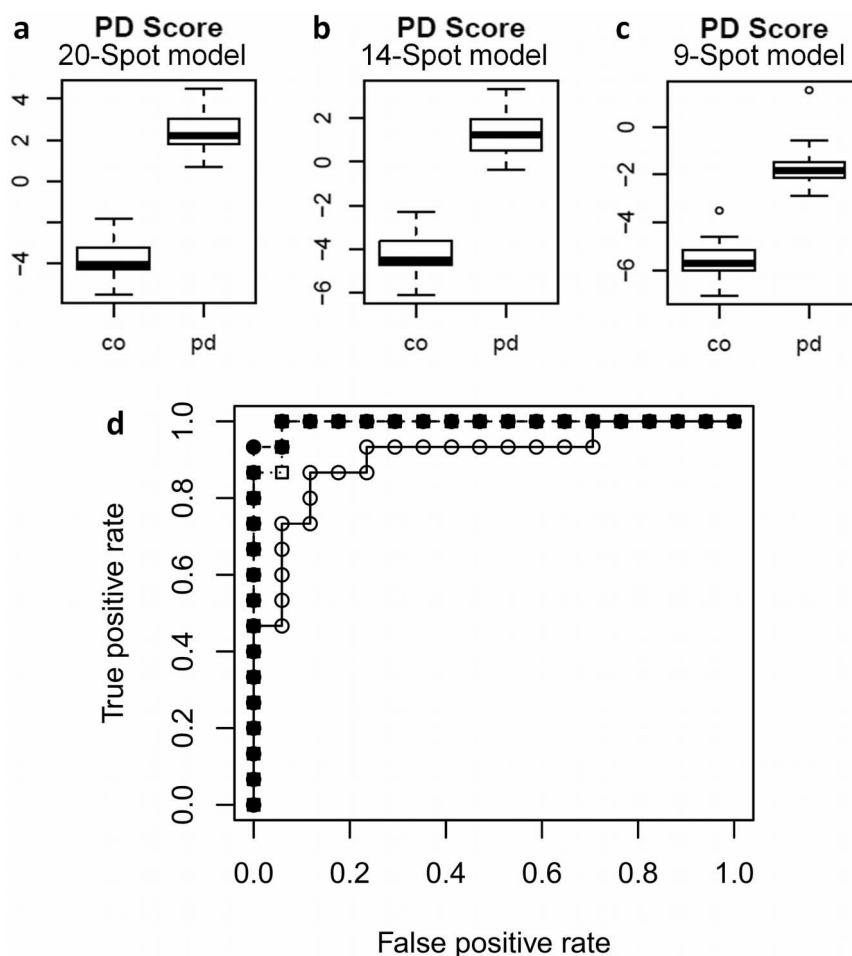 a PD Score
20-Spot model
4
2
0
−4
co pd
b PD Score
14-Spot model
2
0
−2
−4
−6
co pd
c PD Score
9-Spot model
0
−2
−4
−6
co pd
d
True positive rate
1.0
0.8
0.6
0.4
0.2
0.0
0.0 0.2 0.4 0.6 0.8 1.0
False positive rate